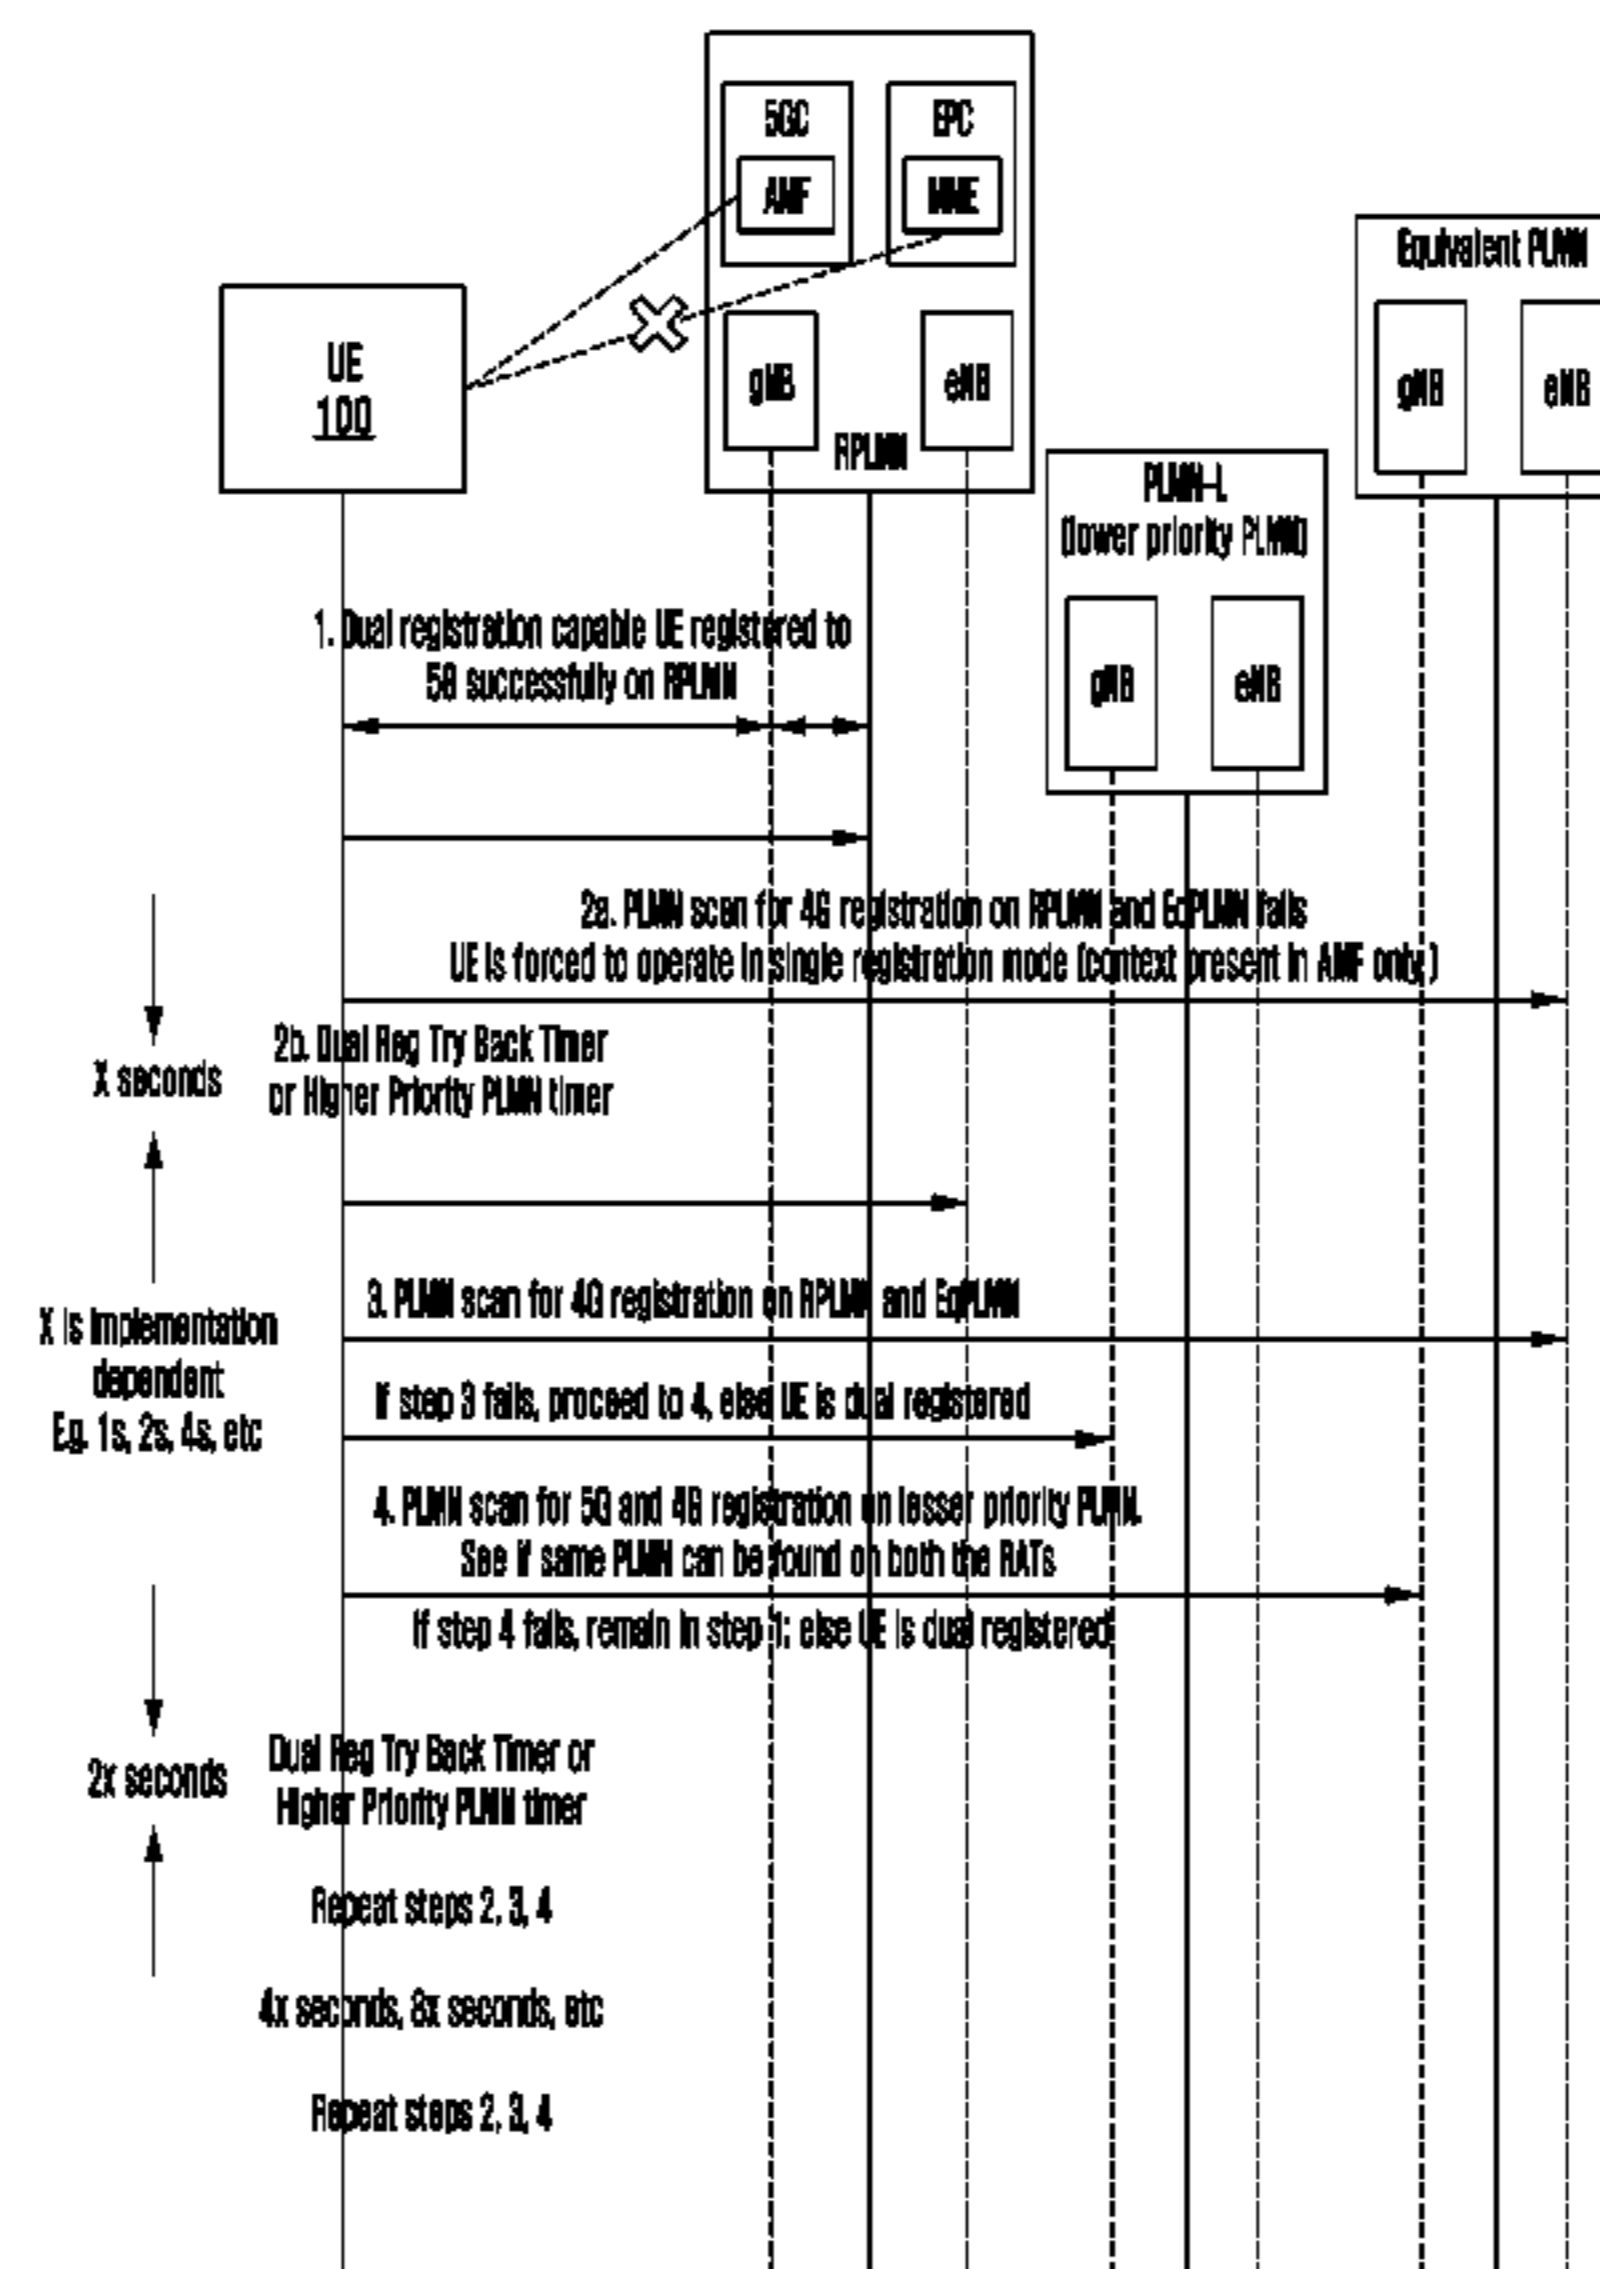 5GC
EPC
AMF
MME
UE
100
gNB
eNB
RPLMN
Equivalent PLMN
gNB
eNB
PLMN-L
(lower priority PLMN)
gNB
eNB
1. Dual registration capable UE registered to
5G successfully on RPLMN
2a. PLMN scan for 4G registration on RPLMN and EqPLMN fails
UE is forced to operate in single registration mode (context present in AMF only)
X seconds
2b. Dual Reg Try Back Timer
or Higher Priority PLMN timer
3. PLMN scan for 4G registration on RPLMN and EqPLMN
X is implementation
dependent
E.g. 1s, 2s, 4s, etc
If step 3 fails, proceed to 4, else UE is dual registered
4. PLMN scan for 5G and 4G registration on lesser priority PLMN.
See if same PLMN can be found on both the RATs
If step 4 fails, remain in step 1; else UE is dual registered
2x seconds
Dual Reg Try Back Timer or
Higher Priority PLMN timer
Repeat steps 2, 3, 4
4x seconds, 8x seconds, etc
Repeat steps 2, 3, 4